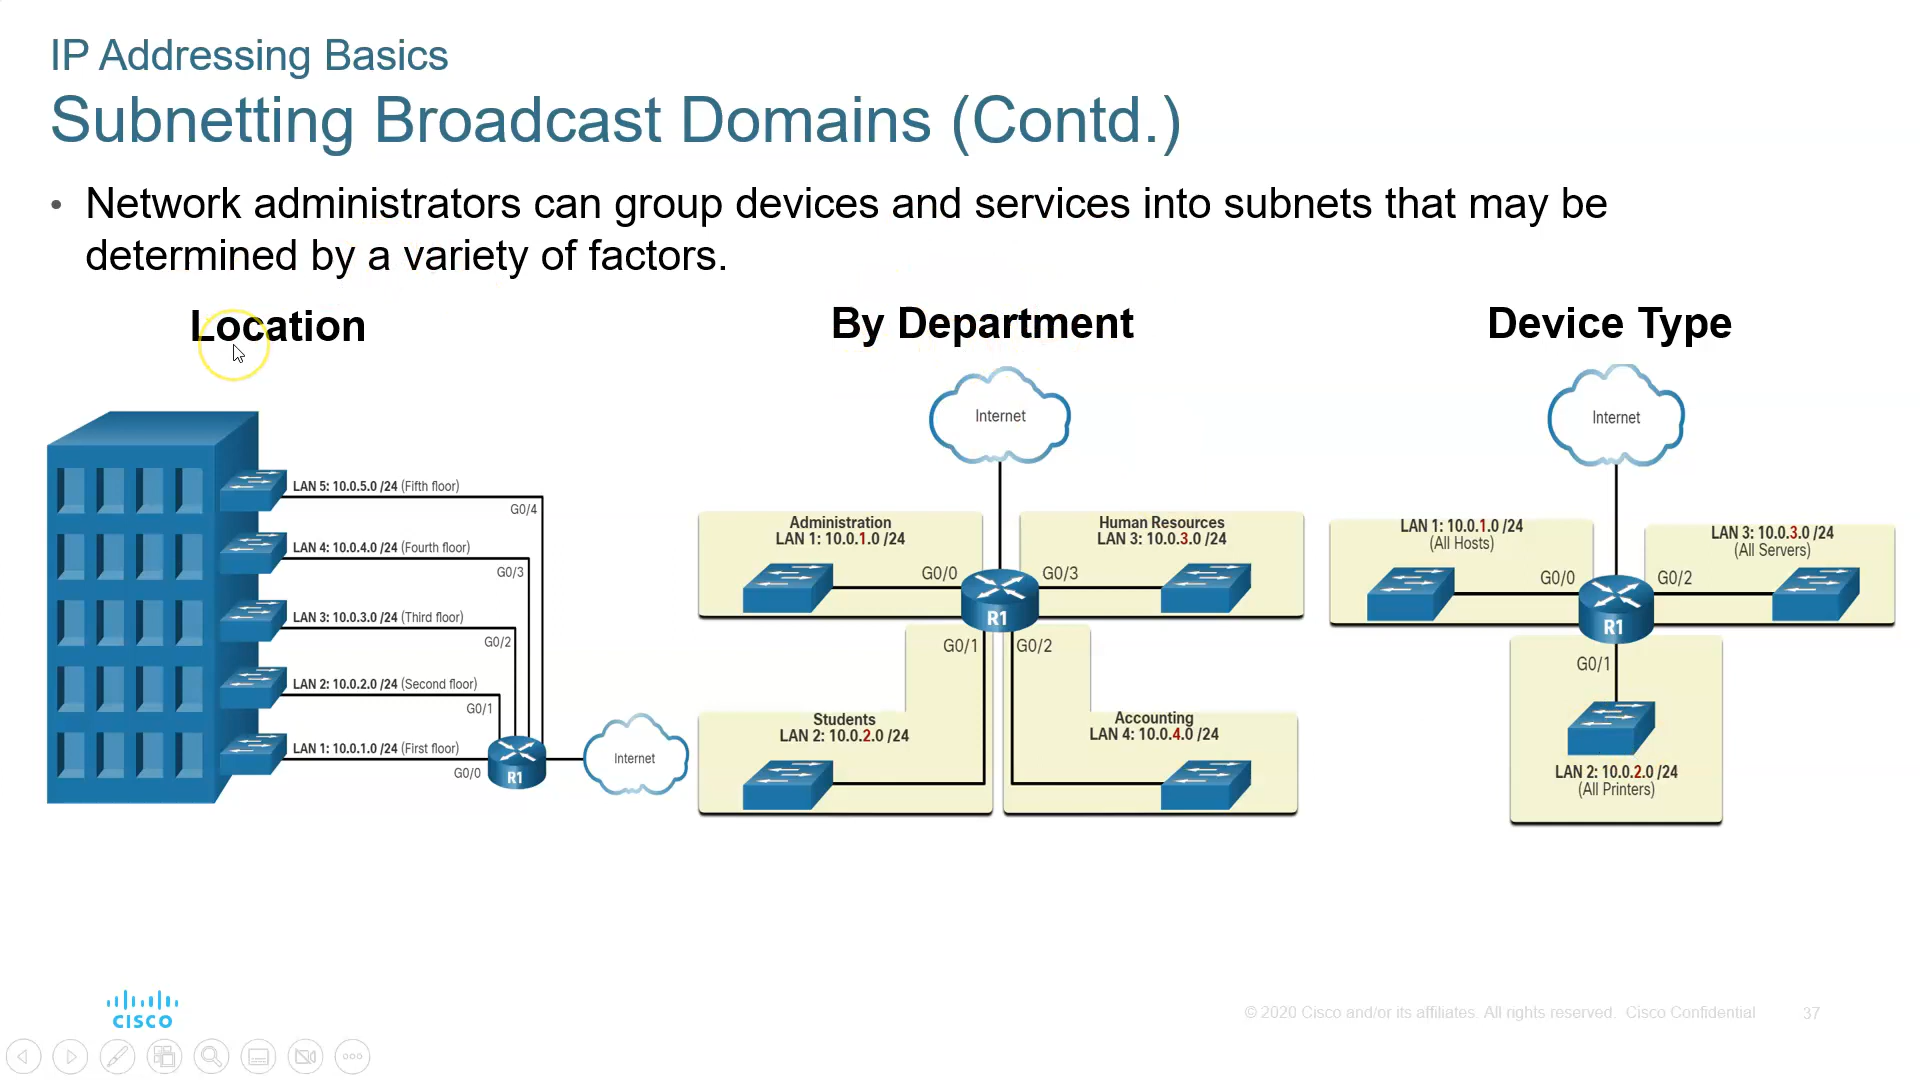 IP Addressing Basics
Subnetting Broadcast Domains (Contd.)
• Network administrators can group devices and services into subnets that may be
determined by a variety of factors.
Location
LAN 5: 10.0.5.0 /24 (Fifth floor)
G0/4
LAN 4: 10.0.4.0 /24 (Fourth floor)
G0/3
LAN 3: 10.0.3.0 /24 (Third floor)
G0/2
LAN 2: 10.0.2.0 /24 (Second floor)
G0/1
LAN 1: 10.0.1.0 /24 (First floor)
G0/0
R1
Internet
By Department
Internet
Administration
LAN 1: 10.0.1.0 /24
G0/0
Human Resources
LAN 3: 10.0.3.0 /24
G0/3
R1
G0/1
G0/2
Students
LAN 2: 10.0.2.0 /24
Accounting
LAN 4: 10.0.4.0 /24
Device Type
Internet
LAN 1: 10.0.1.0 /24
(All Hosts)
G0/0
LAN 3: 10.0.3.0 /24
(All Servers)
G0/2
R1
G0/1
LAN 2: 10.0.2.0 /24
(All Printers)
CISCO
© 2020 Cisco and/or its affiliates. All rights reserved. Cisco Confidential
37